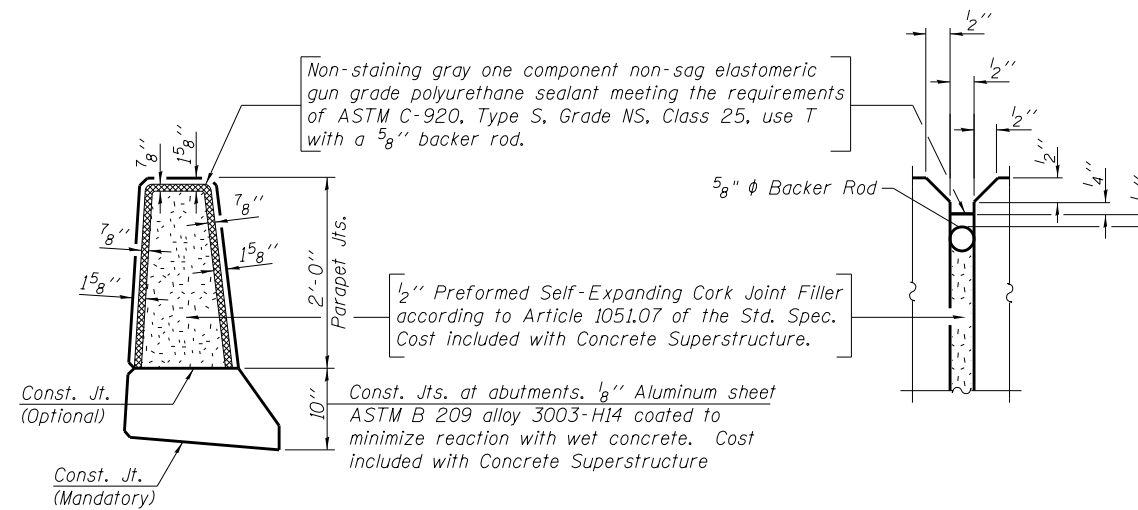 Non-staining gray one component non-sag elastomeric
gun grade polyurethane sealant meeting the requirements
of ASTM C-920, Type S, Grade NS, Class 25, use T
with a 5/8'' backer rod.
1/2''
1/2''
1/2''
1/2''
1/4''
7/8''
1 5/8''
5/8" φ Backer Rod
7/8''
7/8''
1 5/8''
1 5/8''
2'-0''
Parapet Jts.
1/2'' Preformed Self-Expanding Cork Joint Filler
according to Article 1051.07 of the Std. Spec.
Cost included with Concrete Superstructure.
Const. Jt.
(Optional)
10''
Const. Jts. at abutments. 1/8'' Aluminum sheet
ASTM B 209 alloy 3003-H14 coated to
minimize reaction with wet concrete. Cost
included with Concrete Superstructure
Const. Jt.
(Mandatory)